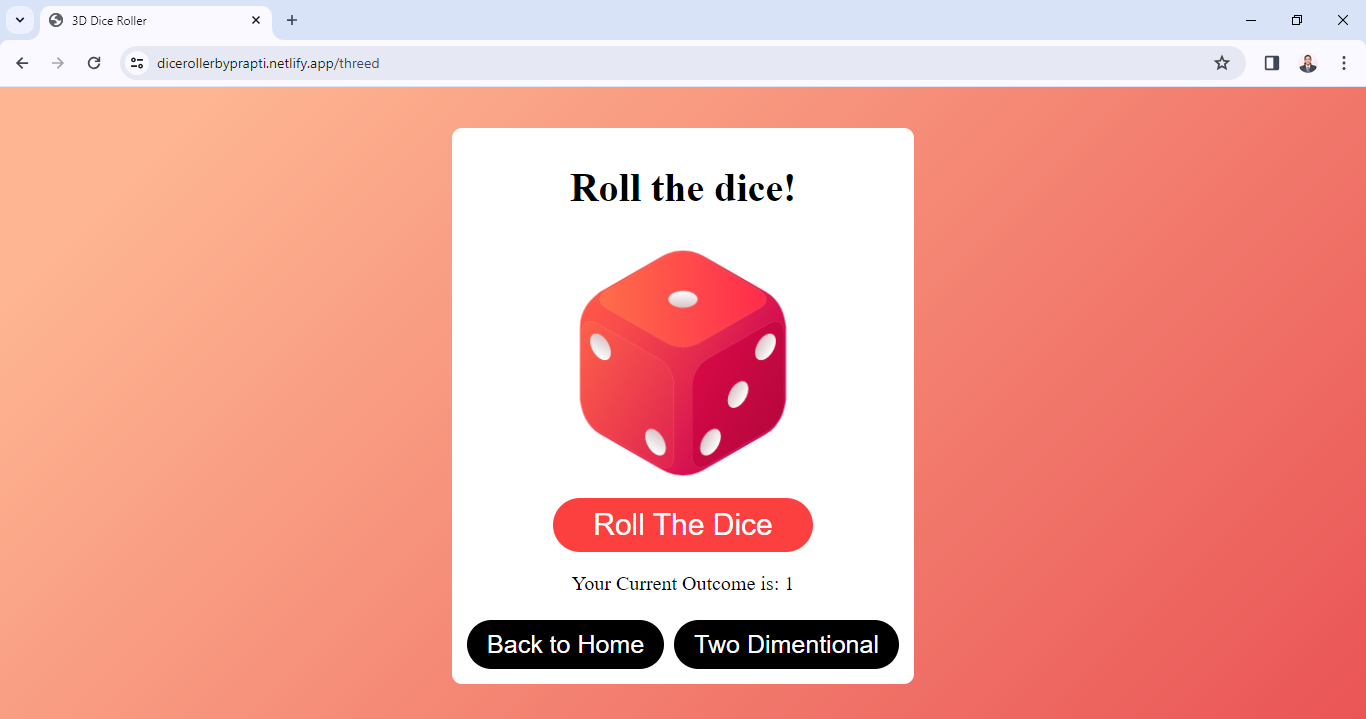 3D Dice Roller
dicerollerbyprapti.netlify.app/threed
Roll the dice!
Roll The Dice
Your Current Outcome is: 1
Back to Home
Two Dimentional